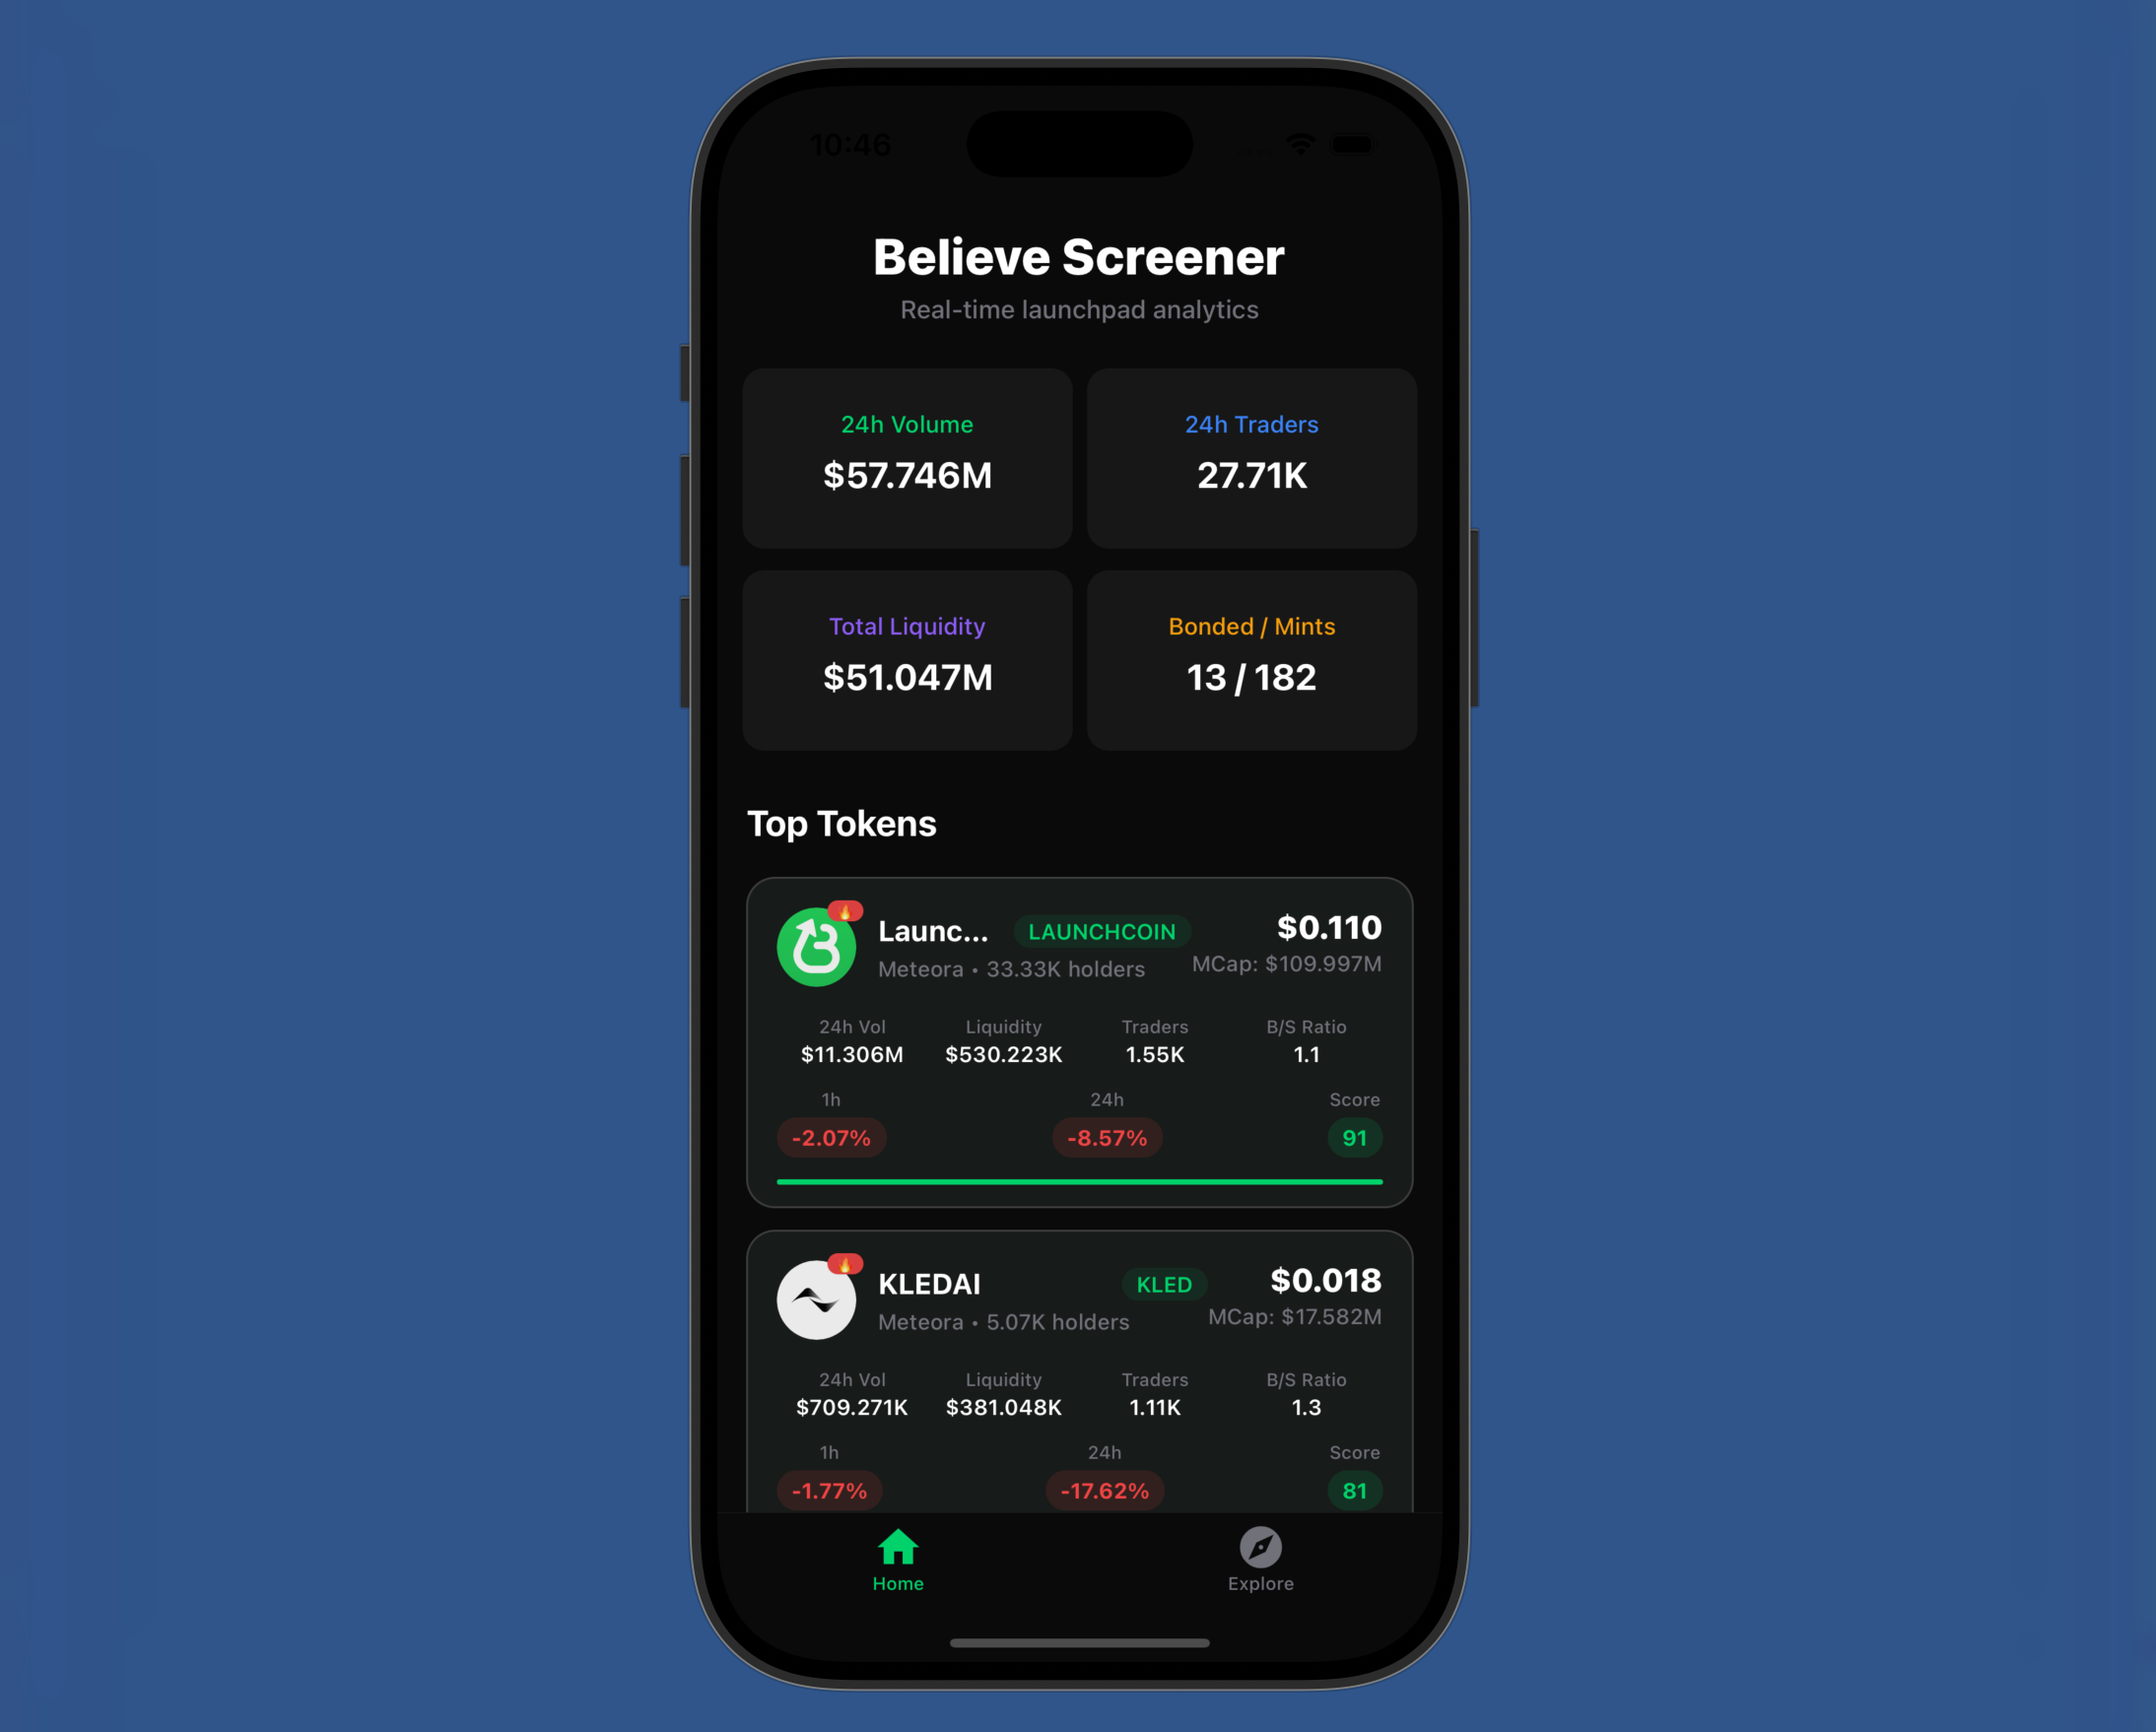 10:46
Believe Screener
Real-time launchpad analytics
24h Volume
$57.746M
24h Traders
27.71K
Total Liquidity
$51.047M
Bonded / Mints
13 / 182
Top Tokens
Launc... LAUNCHCOIN $0.110
Meteora • 33.33K holders MCap: $109.997M
24h Vol Liquidity Traders B/S Ratio
$11.306M $530.223K 1.55K 1.1
1h 24h Score
-2.07% -8.57% 91
KLEDAI KLED $0.018
Meteora • 5.07K holders MCap: $17.582M
24h Vol Liquidity Traders B/S Ratio
$709.271K $381.048K 1.11K 1.3
1h 24h Score
-1.77% -17.62% 81
Home Explore